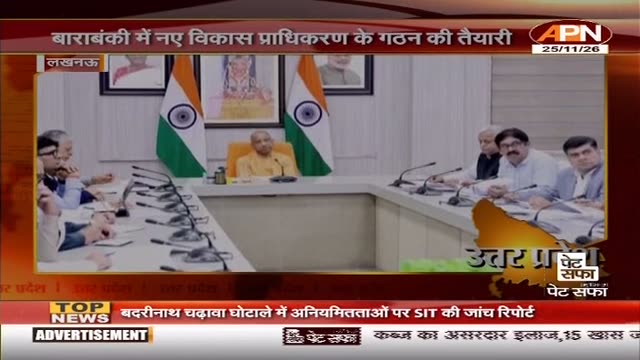 बाराबंकी में नए विकास प्राधिकरण के गठन की तैयारी
APN
25/11/26
लखनऊ
उत्तर प्रदेश
पेट सफा
पेट सफा
TOP NEWS
बदरीनाथ चढ़ावा घोटाले में अनियमितताओं पर SIT की जांच रिपोर्ट
ADVERTISEMENT
पेट सफा
कब्ज का असरदार इलाज, 15 खास ज